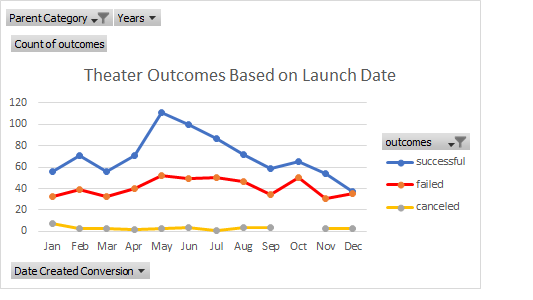 Parent Category Years
Count of outcomes
Theater Outcomes Based on Launch Date
120
100
80
60
40
20
0
Jan Feb Mar Apr May Jun Jul Aug Sep Oct Nov Dec
outcomes
successful
failed
canceled
Date Created Conversion